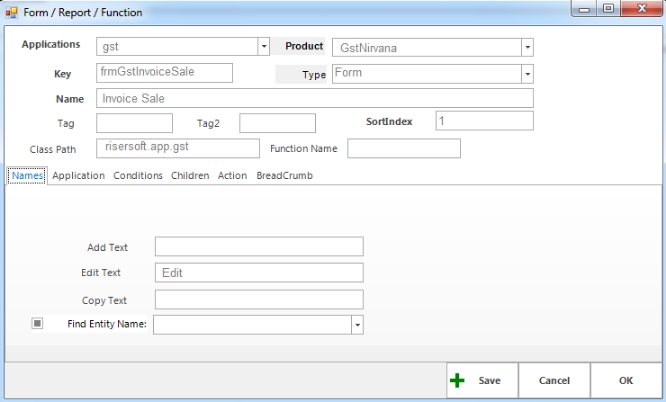 Form / Report / Function
Applications gst Product GstNirvana
Key frmGstInvoiceSale Type Form
Name Invoice Sale
Tag Tag2 SortIndex 1
Class Path risersoft.app.gst Function Name
Names Application Conditions Children Action BreadCrumb
Add Text
Edit Text Edit
Copy Text
Find Entity Name:
Save Cancel OK